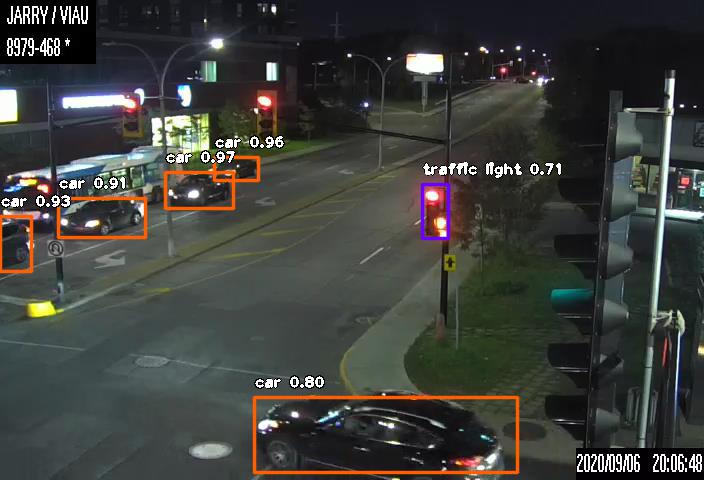 JARRY / VIAU
8979-468 *
car 0.96
car 0.97
traffic light 0.71
car 0.91
car 0.93
car 0.80
2020/09/06 20:06:48